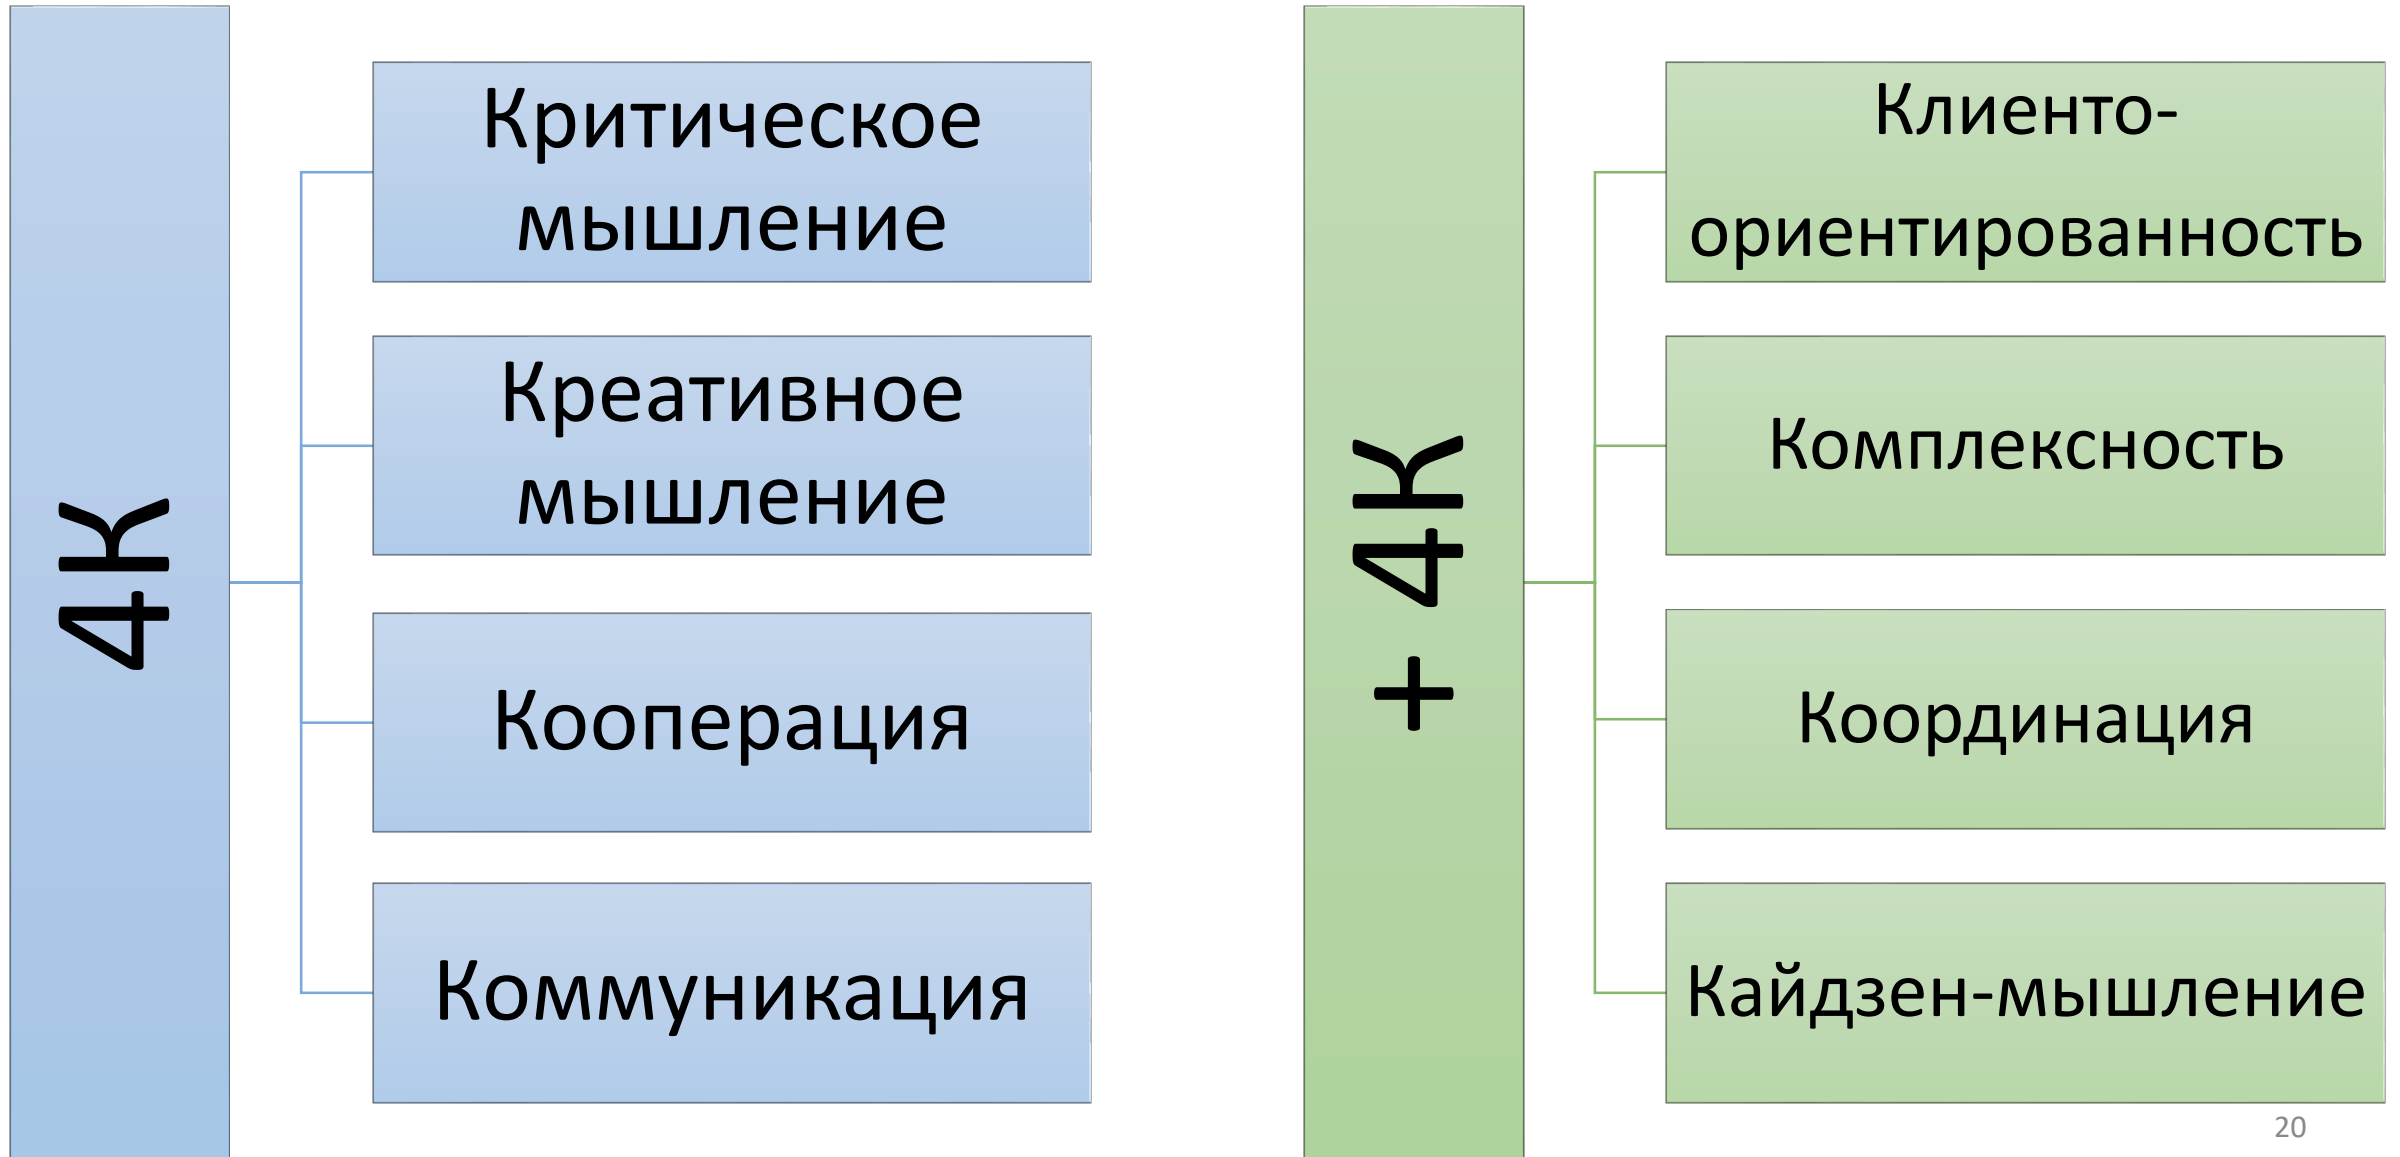 4К
Критическое
мышление
Креативное
мышление
Кооперация
Коммуникация
+ 4К
Клиенто-
ориентированность
Комплексность
Координация
Кайдзен-мышление
20